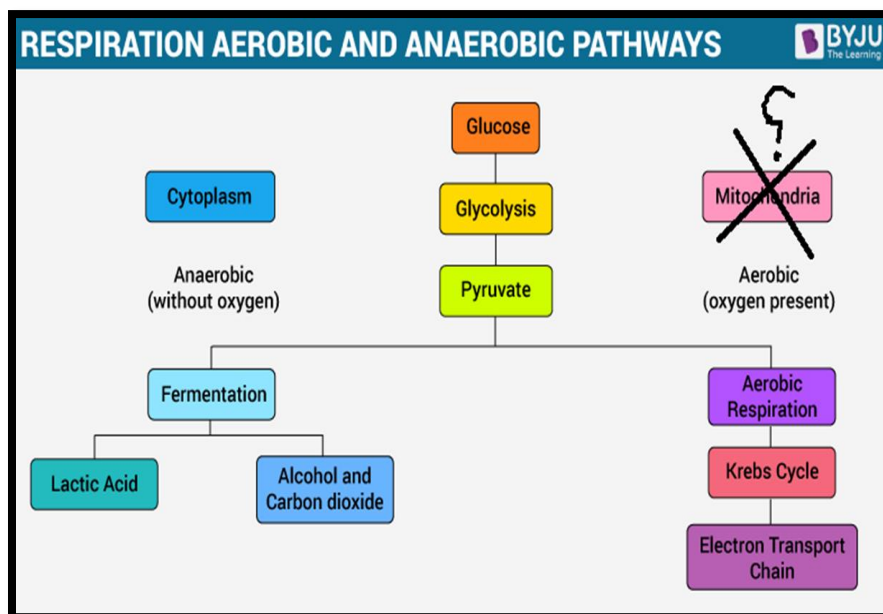 RESPIRATION AEROBIC AND ANAEROBIC PATHWAYS
BYJU
The Learning
Glucose
Cytoplasm
Glycolysis
Mitochondria
?
Anaerobic
(without oxygen)
Pyruvate
Aerobic
(oxygen present)
Fermentation
Aerobic
Respiration
Lactic Acid
Alcohol and
Carbon dioxide
Krebs Cycle
Electron Transport
Chain